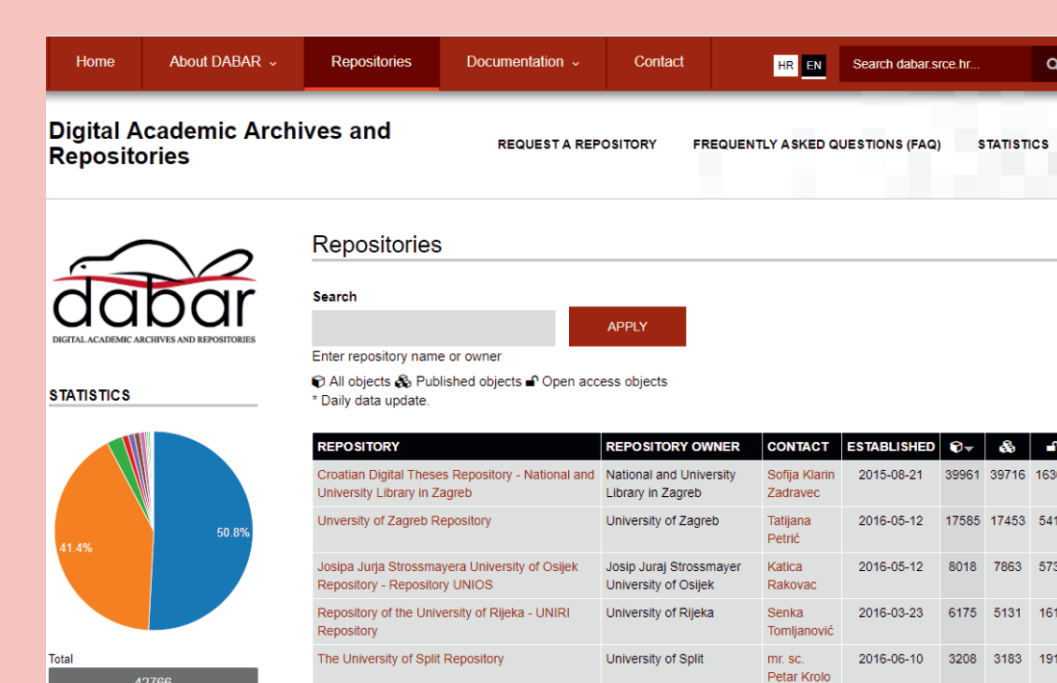 Home About DABAR Repositories Documentation Contact HR EN Search dabar.srce.hr...
Digital Academic Archives and
Repositories
REQUEST A REPOSITORY FREQUENTLY ASKED QUESTIONS (FAQ) STATISTICS
dabar
DIGITAL ACADEMIC ARCHIVES AND REPOSITORIES
STATISTICS
50.8%
41.4%
Total
42766
Repositories
Search
APPLY
Enter repository name or owner
All objects Published objects Open access objects
* Daily data update.
REPOSITORY REPOSITORY OWNER CONTACT ESTABLISHED
Croatian Digital Theses Repository - National and National and University Sofija Klarin 2015-08-21 39961 39716
University Library in Zagreb Library in Zagreb Zadravec
Unversity of Zagreb Repository University of Zagreb Tatijana 2016-05-12 17585 17453
Petrić
Josipa Jurja Strossmayera University of Osijek Josip Juraj Strossmayer Katica 2016-05-12 8018 7863
Repository - Repository UNIOS University of Osijek Rakovac
Repository of the University of Rijeka - UNIRI University of Rijeka Senka 2016-03-23 6175 5131
Repository Tomljanović
The University of Split Repository University of Split mr. sc. 2016-06-10 3208 3183
Petar Krolo